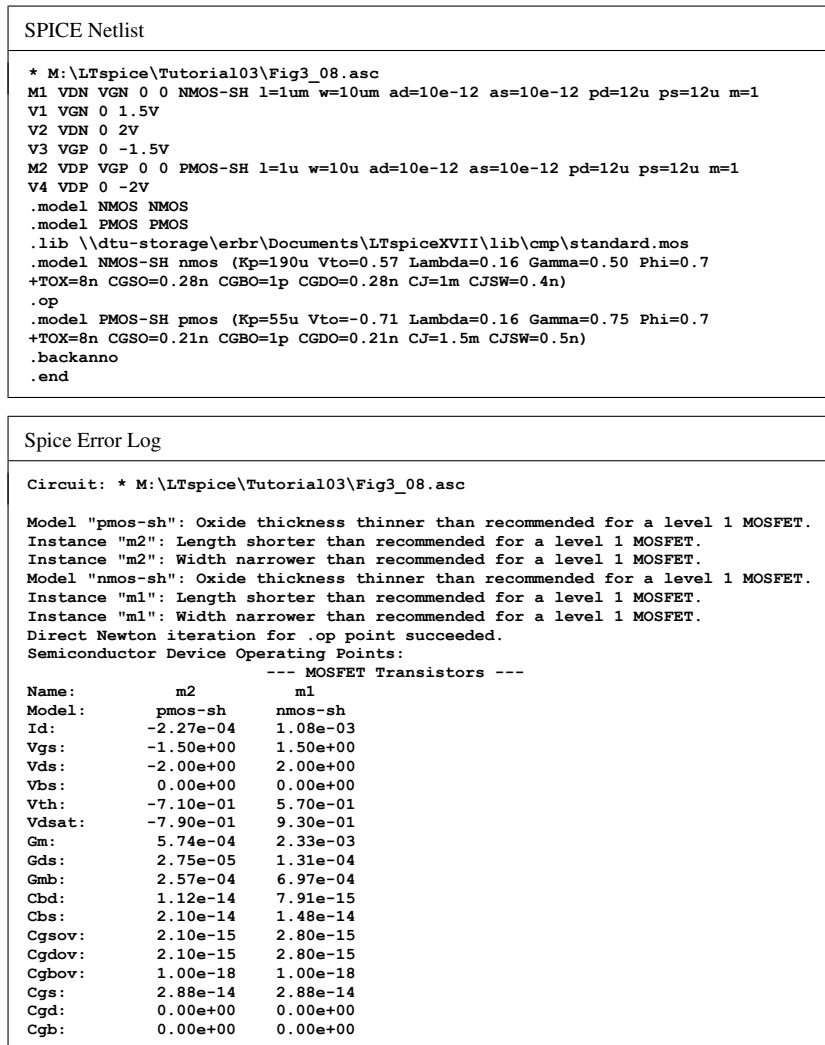 SPICE Netlist
* M:\LTspice\Tutorial03\Fig3_08.asc
M1 VDN VGN 0 0 NMOS-SH l=1um w=10um ad=10e-12 as=10e-12 pd=12u ps=12u m=1
V1 VGN 0 1.5V
V2 VDN 0 2V
V3 VGP 0 -1.5V
M2 VDP VGP 0 0 PMOS-SH l=1u w=10u ad=10e-12 as=10e-12 pd=12u ps=12u m=1
V4 VDP 0 -2V
.model NMOS NMOS
.model PMOS PMOS
.lib \\dtu-storage\erbr\Documents\LTspiceXVII\lib\cmp\standard.mos
.model NMOS-SH nmos (Kp=190u Vto=0.57 Lambda=0.16 Gamma=0.50 Phi=0.7
+TOX=8n CGSO=0.28n CGBO=1p CGDO=0.28n CJ=1m CJSW=0.4n)
.op
.model PMOS-SH pmos (Kp=55u Vto=-0.71 Lambda=0.16 Gamma=0.75 Phi=0.7
+TOX=8n CGSO=0.21n CGBO=1p CGDO=0.21n CJ=1.5m CJSW=0.5n)
.backanno
.end
Spice Error Log
Circuit: * M:\LTspice\Tutorial03\Fig3_08.asc
Model "pmos-sh": Oxide thickness thinner than recommended for a level 1 MOSFET.
Instance "m2": Length shorter than recommended for a level 1 MOSFET.
Instance "m2": Width narrower than recommended for a level 1 MOSFET.
Model "nmos-sh": Oxide thickness thinner than recommended for a level 1 MOSFET.
Instance "m1": Length shorter than recommended for a level 1 MOSFET.
Instance "m1": Width narrower than recommended for a level 1 MOSFET.
Direct Newton iteration for .op point succeeded.
Semiconductor Device Operating Points:
--- MOSFET Transistors ---
Name: m2 m1
Model: pmos-sh nmos-sh
Id: -2.27e-04 1.08e-03
Vgs: -1.50e+00 1.50e+00
Vds: -2.00e+00 2.00e+00
Vbs: 0.00e+00 0.00e+00
Vth: -7.10e-01 5.70e-01
Vdsat: -7.90e-01 9.30e-01
Gm: 5.74e-04 2.33e-03
Gds: 2.75e-05 1.31e-04
Gmb: 2.57e-04 6.97e-04
Cbd: 1.12e-14 7.91e-15
Cbs: 2.10e-14 1.48e-14
Cgsov: 2.10e-15 2.80e-15
Cgdov: 2.10e-15 2.80e-15
Cgbov: 1.00e-18 1.00e-18
Cgs: 2.88e-14 2.88e-14
Cgd: 0.00e+00 0.00e+00
Cgb: 0.00e+00 0.00e+00